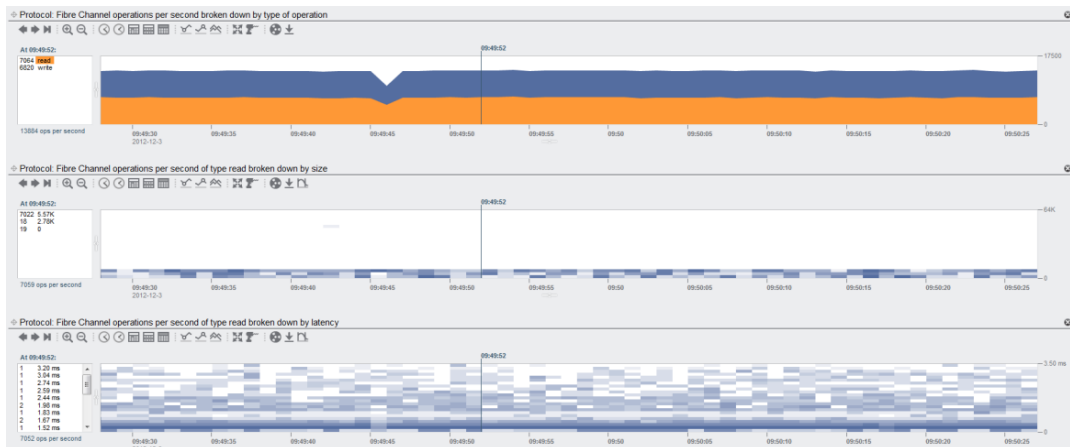 Protocol: Fibre Channel operations per second broken down by type of operation
At 09:49:52:
09:49:52
7064 read
6820 write
17500
0
13884 ops per second
09:49:30 09:49:35 09:49:40 09:49:45 09:49:50 09:49:55 09:50 09:50:05 09:50:10 09:50:15 09:50:20 09:50:25
2012-12-3
Protocol: Fibre Channel operations per second of type read broken down by size
At 09:49:52:
09:49:52
7022 5.57K
18 2.78K
19 0
64K
0
7059 ops per second
09:49:30 09:49:35 09:49:40 09:49:45 09:49:50 09:49:55 09:50 09:50:05 09:50:10 09:50:15 09:50:20 09:50:25
2012-12-3
Protocol: Fibre Channel operations per second of type read broken down by latency
At 09:49:52:
09:49:52
1 3.20 ms
1 3.04 ms
1 2.74 ms
1 2.59 ms
1 2.44 ms
2 1.98 ms
1 1.83 ms
2 1.67 ms
1 1.52 ms
3.50 ms
0
7052 ops per second
09:49:30 09:49:35 09:49:40 09:49:45 09:49:50 09:49:55 09:50 09:50:05 09:50:10 09:50:15 09:50:20 09:50:25